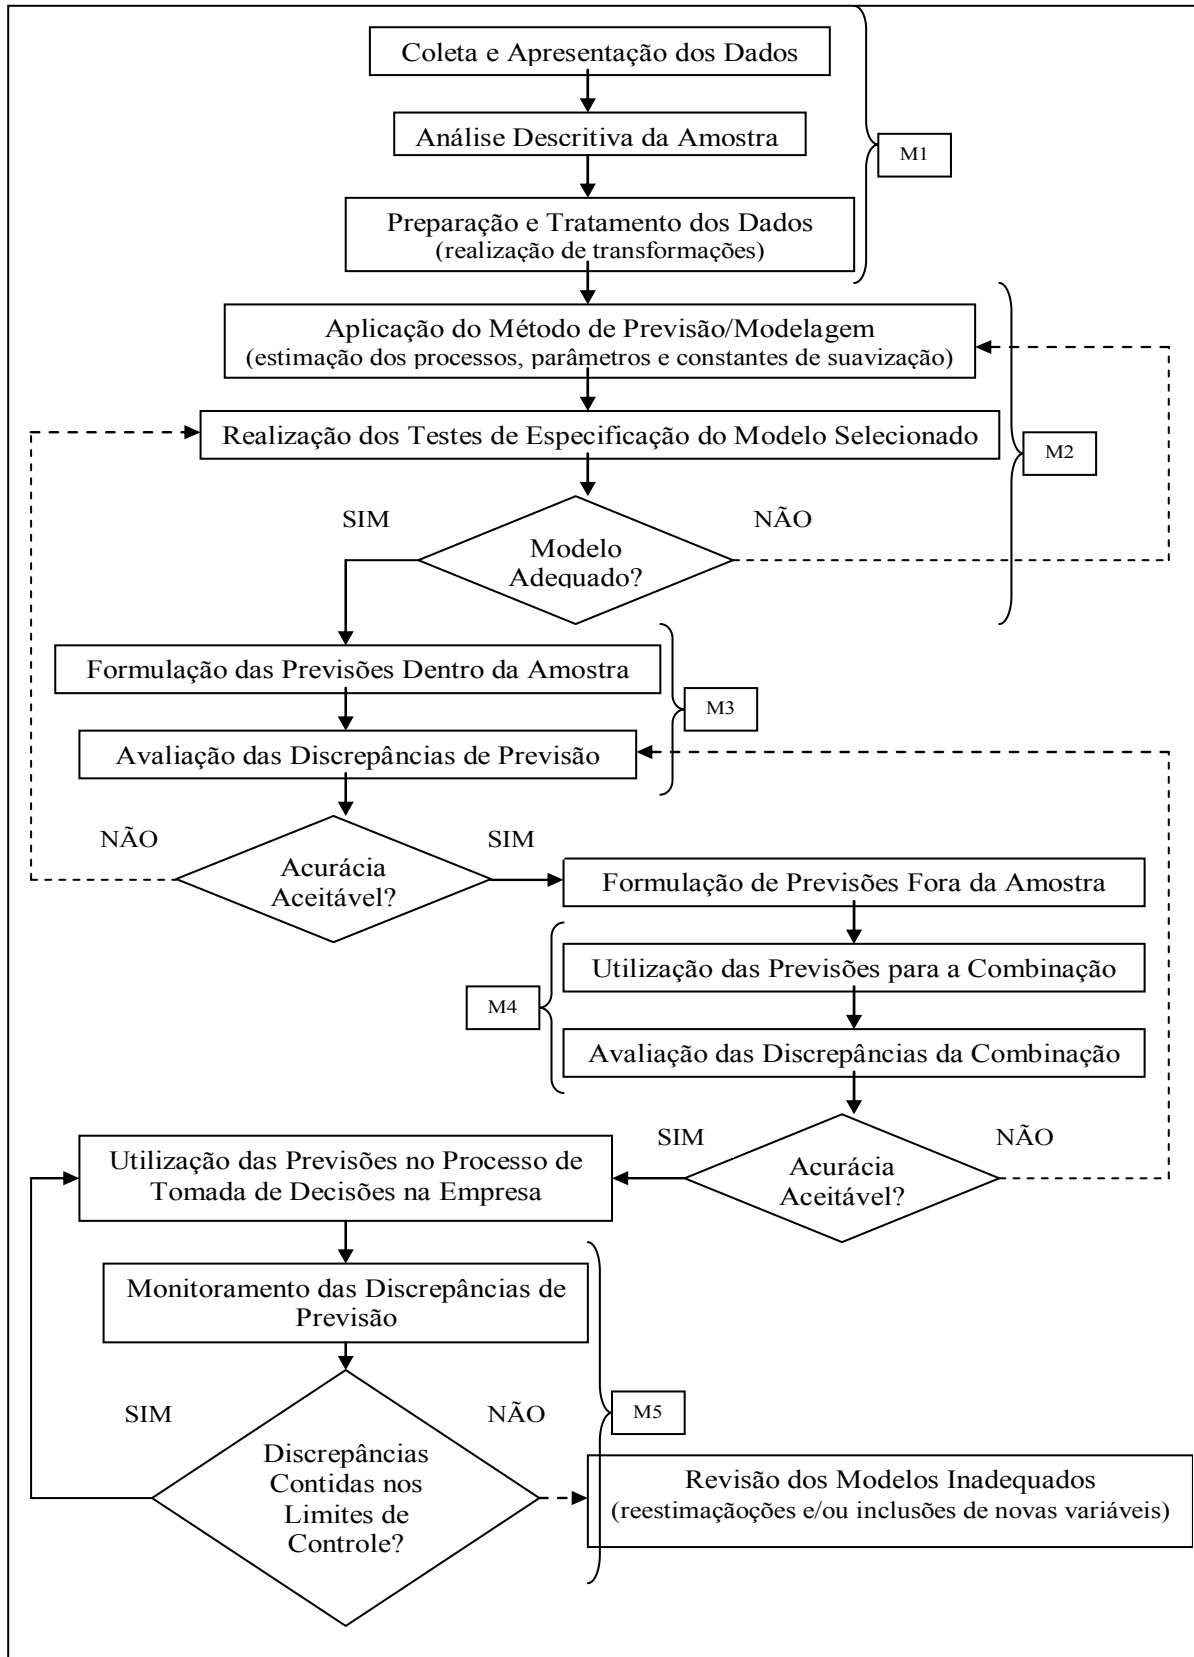 Coleta e Apresentação dos Dados
Análise Descritiva da Amostra
M1
Preparação e Tratamento dos Dados
(realização de transformações)
Aplicação do Método de Previsão/Modelagem
(estimação dos processos, parâmetros e constantes de suavização)
Realização dos Testes de Especificação do Modelo Selecionado
M2
SIM
NÃO
Modelo
Adequado?
Formulação das Previsões Dentro da Amostra
M3
Avaliação das Discrepâncias de Previsão
NÃO
SIM
Acurácia
Aceitável?
Formulação de Previsões Fora da Amostra
Utilização das Previsões para a Combinação
M4
Avaliação das Discrepâncias da Combinação
SIM
NÃO
Acurácia
Aceitável?
Utilização das Previsões no Processo de
Tomada de Decisões na Empresa
Monitoramento das Discrepâncias de
Previsão
SIM
NÃO
M5
Discrepâncias
Contidas nos
Limites de
Controle?
Revisão dos Modelos Inadequados
(reestimaçãoções e/ou inclusões de novas variáveis)